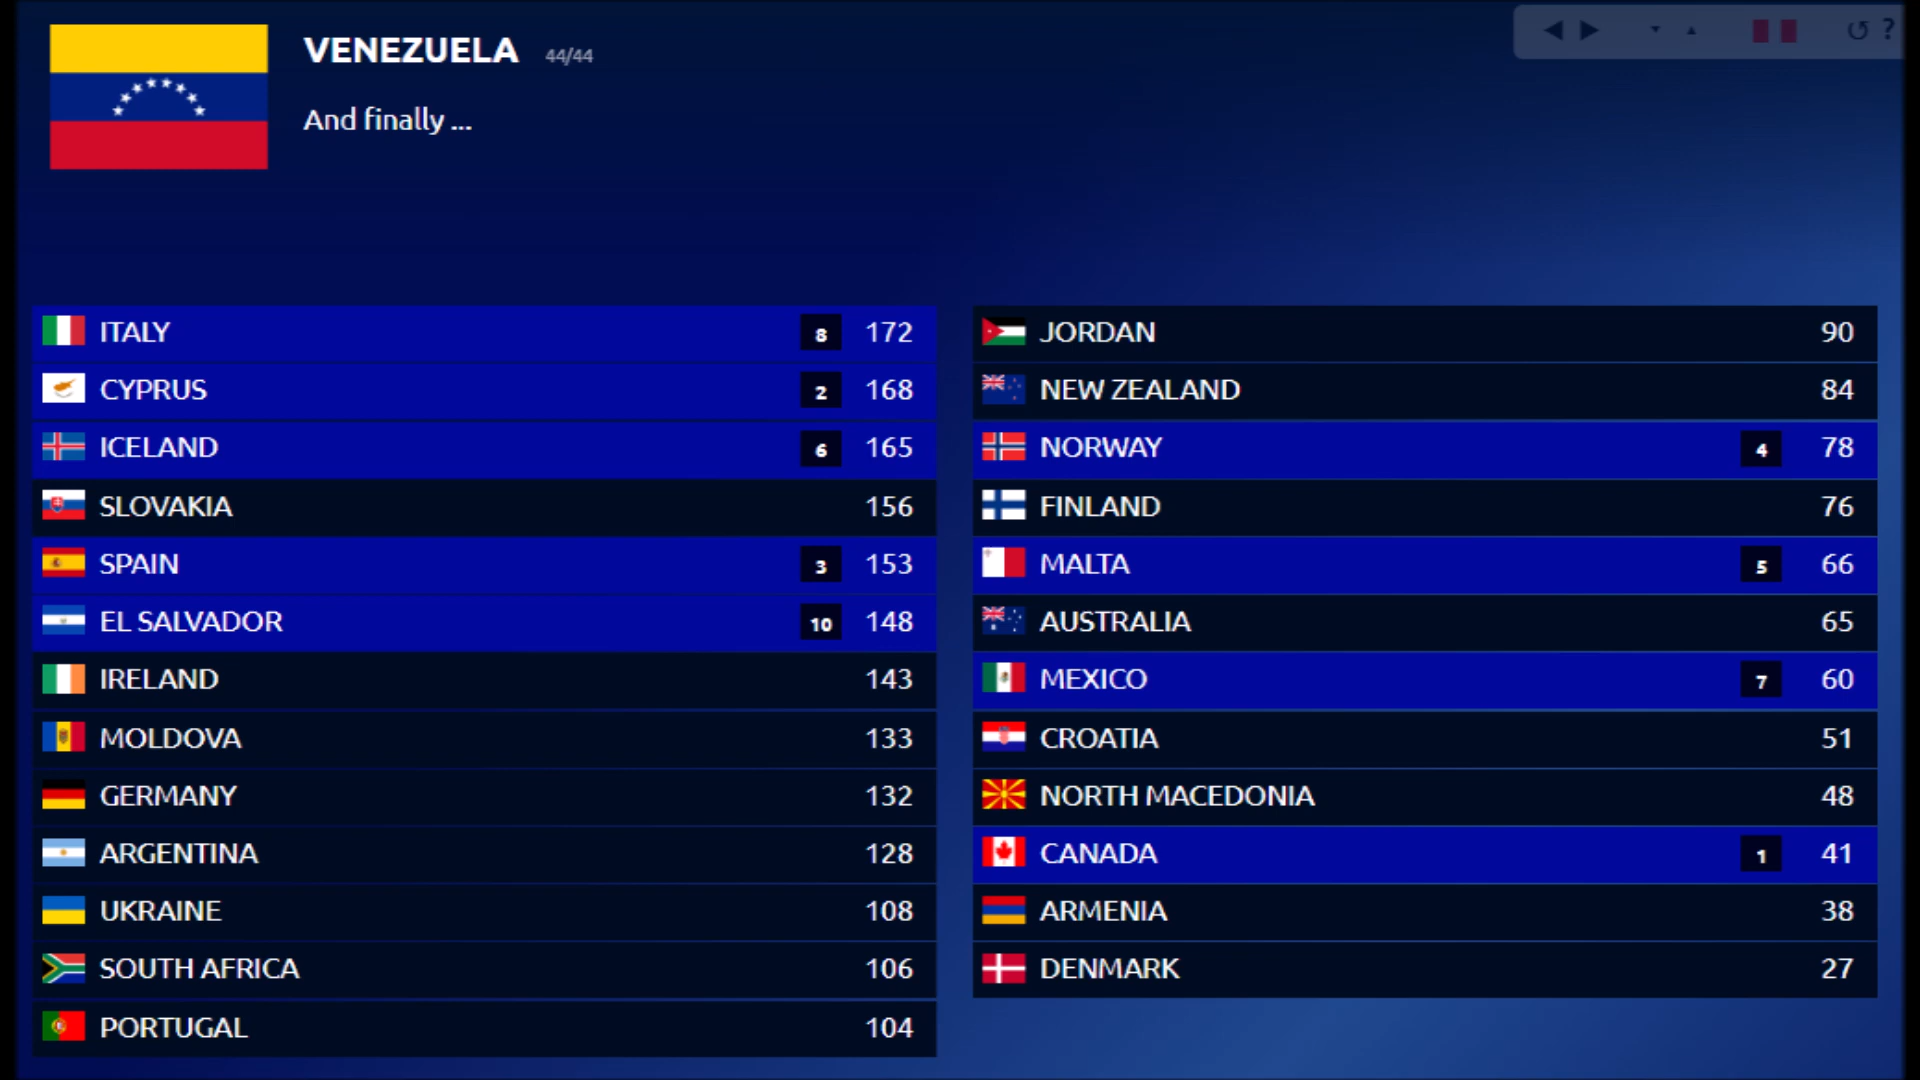 VENEZUELA 44/44
And finally ...
?
ITALY 8 172
CYPRUS 2 168
ICELAND 6 165
SLOVAKIA 156
SPAIN 3 153
EL SALVADOR 10 148
IRELAND 143
MOLDOVA 133
GERMANY 132
ARGENTINA 128
UKRAINE 108
SOUTH AFRICA 106
PORTUGAL 104
JORDAN 90
NEW ZEALAND 84
NORWAY 4 78
FINLAND 76
MALTA 5 66
AUSTRALIA 65
MEXICO 7 60
CROATIA 51
NORTH MACEDONIA 48
CANADA 1 41
ARMENIA 38
DENMARK 27